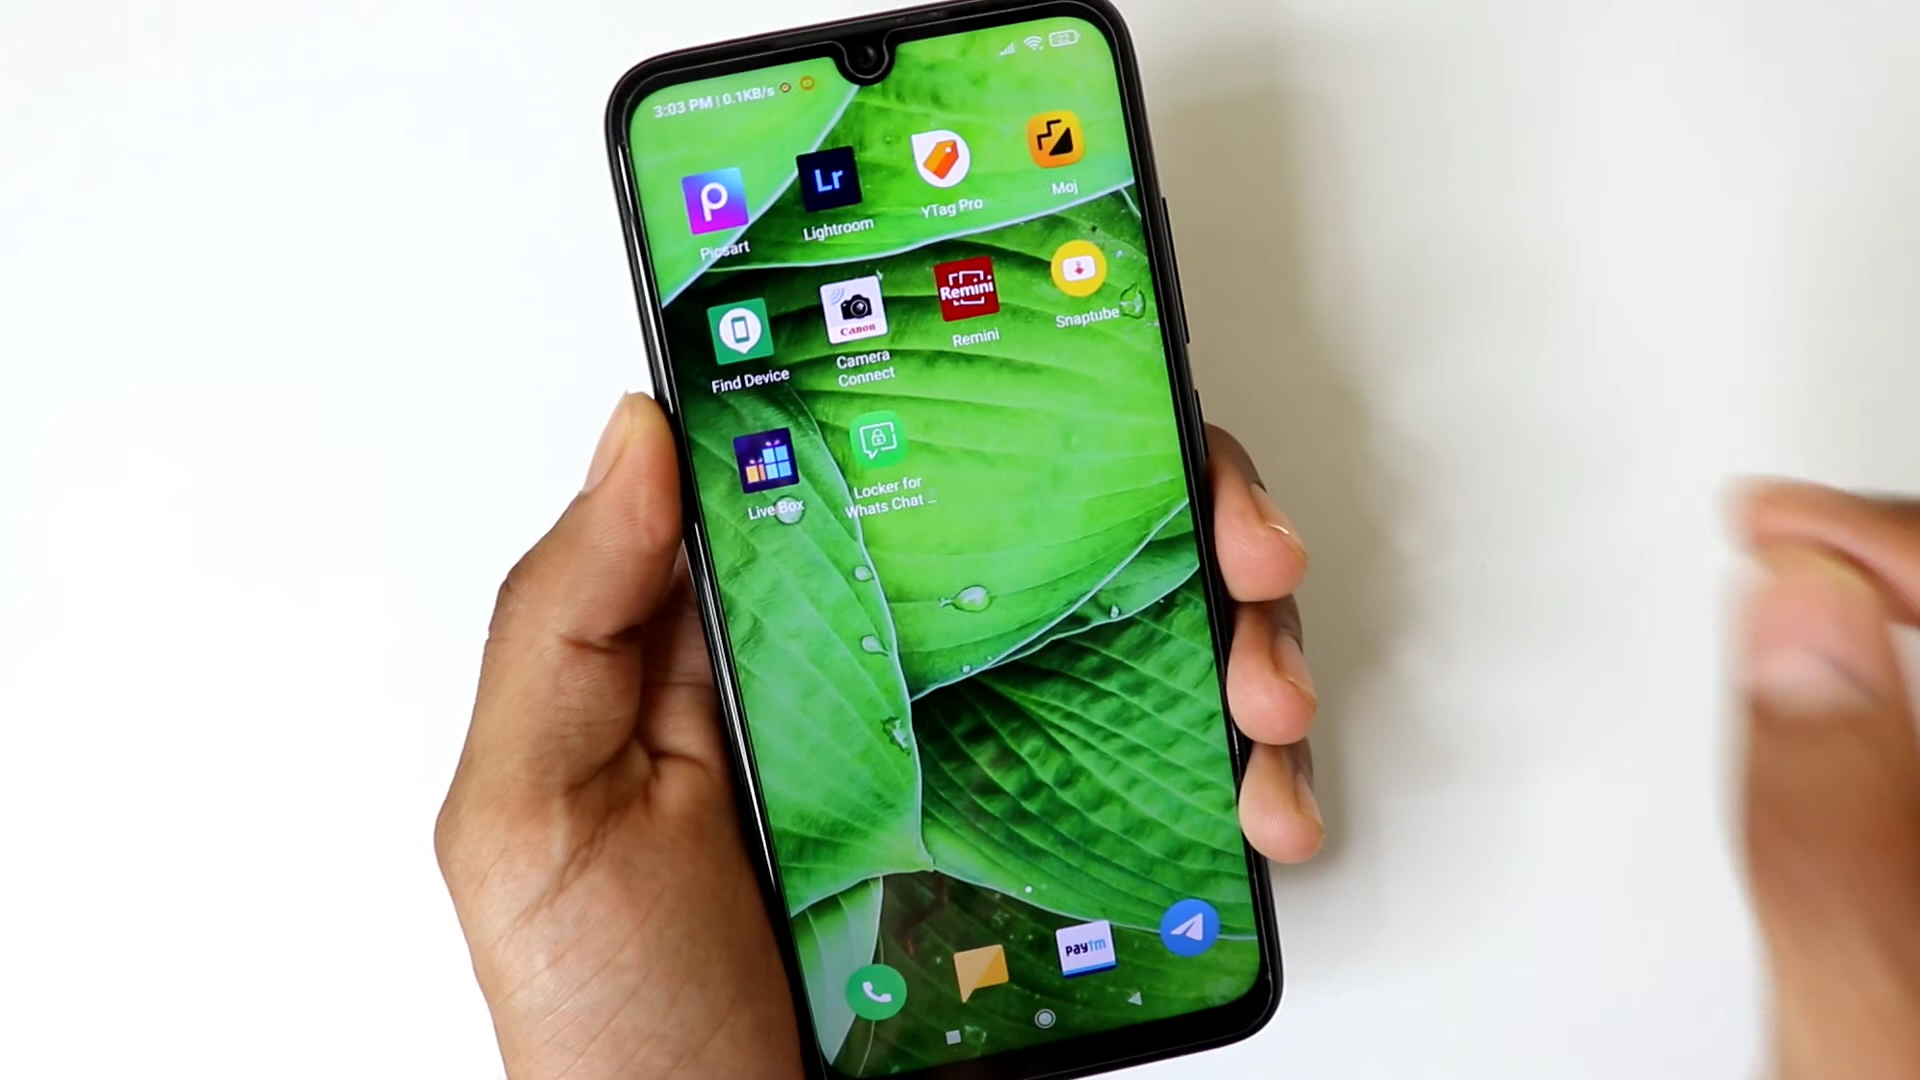 3:03 PM | 0.1KB/s
22
Picsart
Lr
Lightroom
YTag Pro
Moj
Find Device
Canon
Camera
Connect
Remini
Remini
Snaptube
Live Box
Locker for
Whats Chat ...
paytm